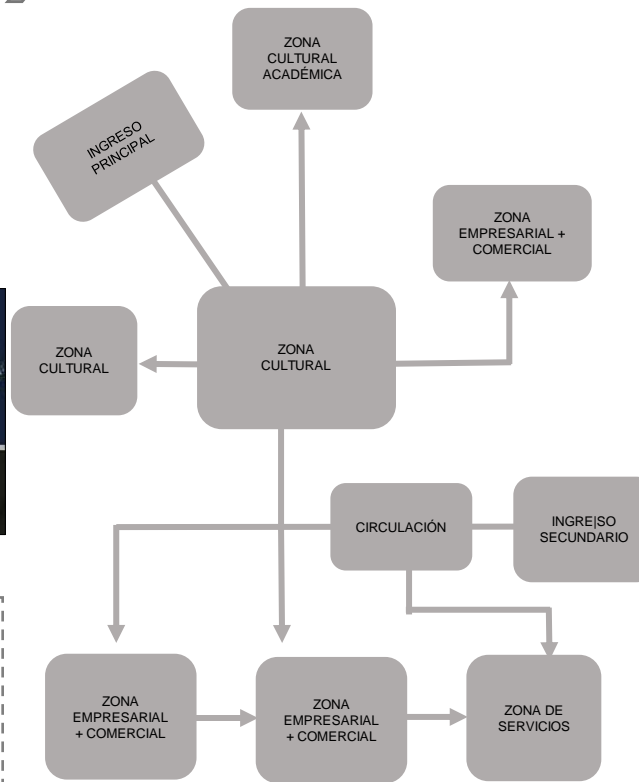 ZONA
CULTURAL
ACADÉMICA
INGRESO
PRINCIPAL
ZONA
EMPRESARIAL +
COMERCIAL
ZONA
CULTURAL
ZONA
CULTURAL
CIRCULACIÓN
INGRE|SO
SECUNDARIO
ZONA
EMPRESARIAL
+ COMERCIAL
ZONA
EMPRESARIAL
+ COMERCIAL
ZONA DE
SERVICIOS